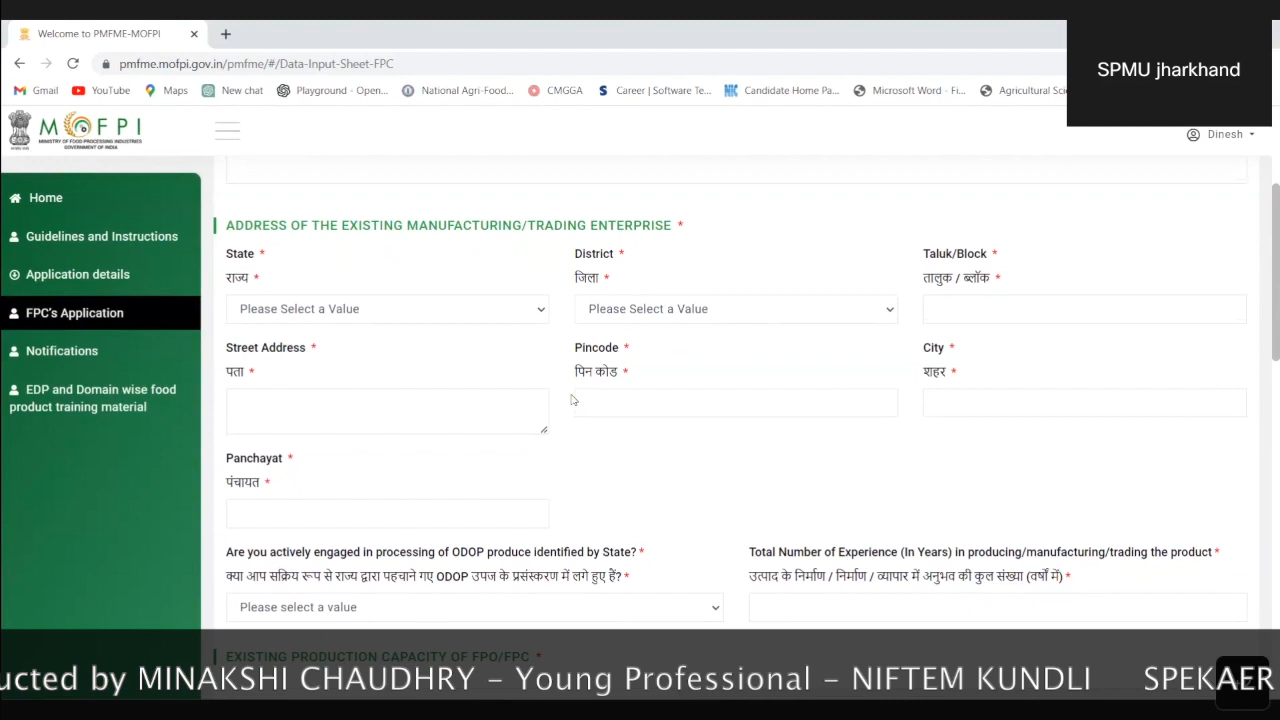 Welcome to PMFME-MOFPI
pmfme.mofpi.gov.in/pmfme/#/Data-Input-Sheet-FPC
SPMU jharkhand
Gmail YouTube Maps New chat Playground - Open... National Agri-Food... CMGGA Career | Software Te... Candidate Home Pa... Microsoft Word - Fi... Agricultural Sci
MOFPI
MINISTRY OF FOOD PROCESSING INDUSTRIES
GOVERNMENT OF INDIA
Dinesh
Home
Guidelines and Instructions
Application details
FPC's Application
Notifications
EDP and Domain wise food
product training material
ADDRESS OF THE EXISTING MANUFACTURING/TRADING ENTERPRISE *
State * District * Taluk/Block *
राज्य * जिला * तालुक / ब्लॉक *
Please Select a Value Please Select a Value
Street Address * Pincode * City *
पता * पिन कोड * शहर *
Panchayat *
पंचायत *
Are you actively engaged in processing of ODOP produce identified by State? * Total Number of Experience (In Years) in producing/manufacturing/trading the product *
क्या आप सक्रिय रूप से राज्य द्वारा पहचाने गए ODOP उपज के प्रसंस्करण में लगे हुए हैं? * उत्पाद के निर्माण / निर्माण / व्यापार में अनुभव की कुल संख्या (वर्षों में) *
Please select a value
EXISTING PRODUCTION CAPACITY OF FPO/FPC *
ucted by MINAKSHI CHAUDHRY – Young Professional – NIFTEM KUNDLI SPEKAER